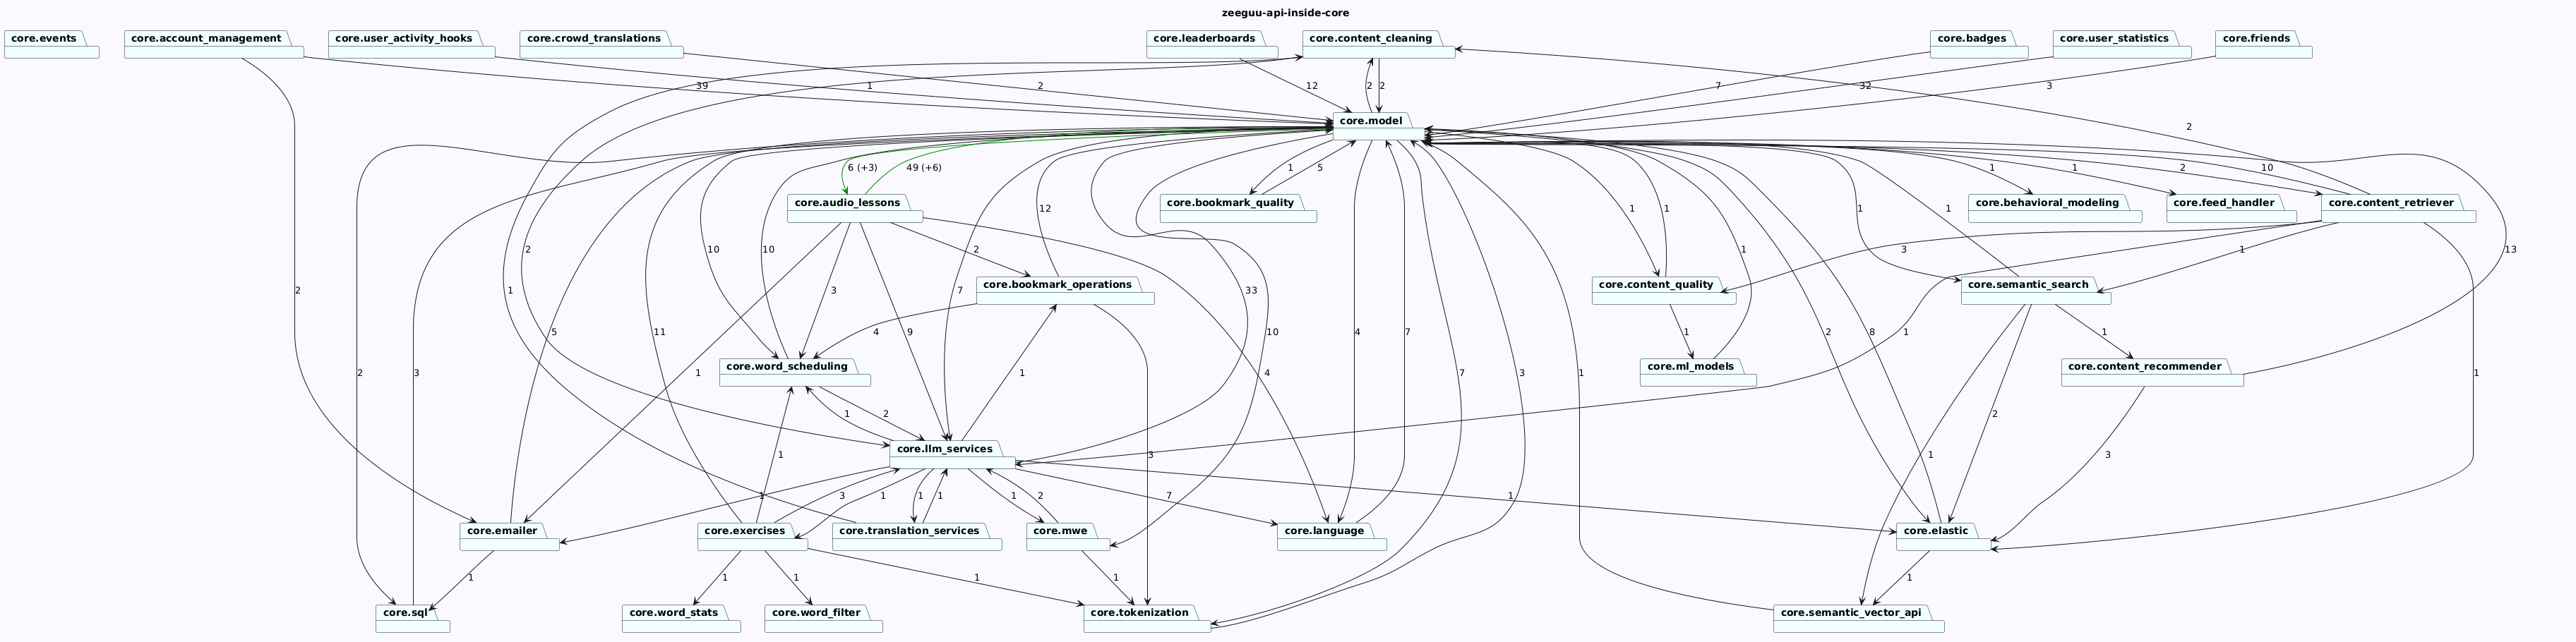 zeeguu-api-inside-core
core.events
core.account_management
core.user_activity_hooks
core.crowd_translations
core.leaderboards
core.content_cleaning
core.badges
core.user_statistics
core.friends
39
1
2
12
2
2
7
32
3
2
core.model
6 (+3)
49 (+6)
1
5
1
1
2
10
core.audio_lessons
core.bookmark_quality
core.behavioral_modeling
core.feed_handler
core.content_retriever
12
1
1
1
1
10
10
3
2
2
7
33
3
1
13
core.bookmark_operations
core.content_quality
core.semantic_search
2
1
5
11
9
4
1
10
4
7
1
2
8
1
1
1
core.word_scheduling
core.ml_models
core.content_recommender
2
3
1
4
7
3
1
1
1
2
2
core.llm_services
3
1
3
1
1
3
1
1
1
1
2
7
1
core.emailer
core.exercises
core.translation_services
core.mwe
core.language
core.elastic
1
1
1
1
1
1
core.sql
core.word_stats
core.word_filter
core.tokenization
core.semantic_vector_api